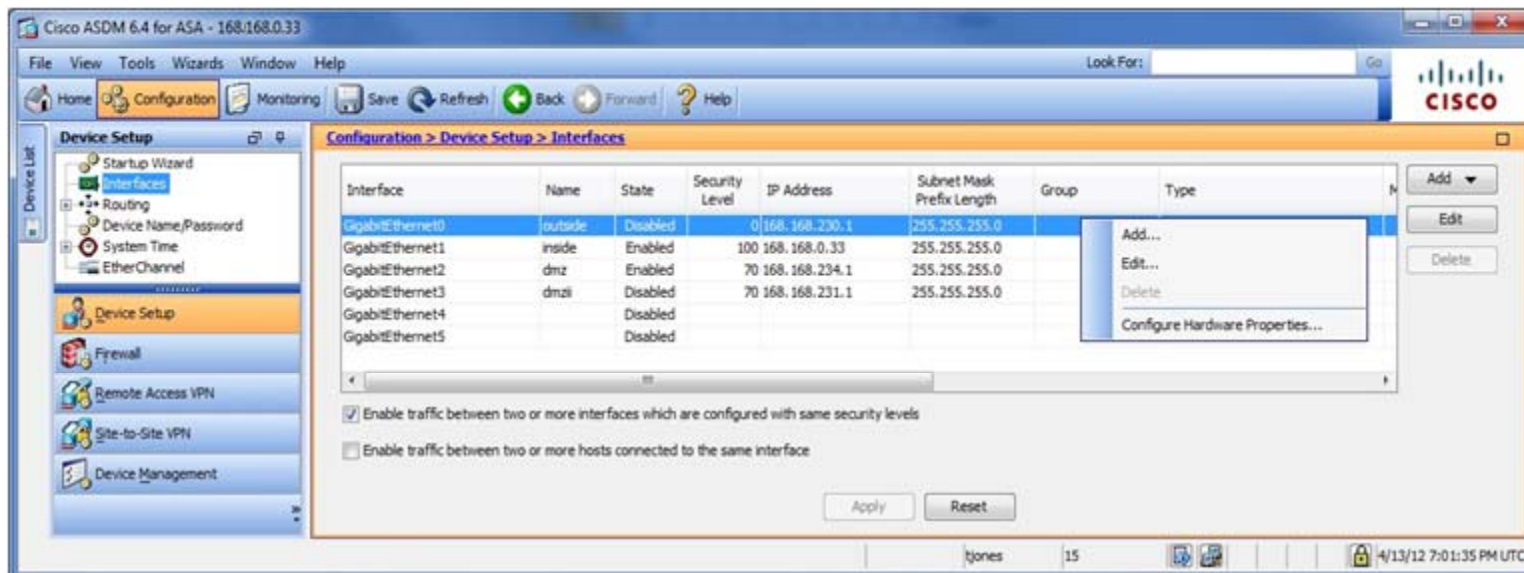 Cisco ASDM 6.4 for ASA - 168.168.0.33
File View Tools Wizards Window Help
Look For: Go
Home Configuration Monitoring Save Refresh Back Forward Help
CISCO
Device List
Device Setup
Startup Wizard
Interfaces
Routing
Device Name/Password
System Time
EtherChannel
Device Setup
Firewall
Remote Access VPN
Site-to-Site VPN
Device Management
Configuration > Device Setup > Interfaces
Interface Name State Security Level IP Address Subnet Mask Prefix Length Group Type M
GigabitEthernet0 outside Disabled 0 168.168.230.1 255.255.255.0
GigabitEthernet1 inside Enabled 100 168.168.0.33 255.255.255.0
GigabitEthernet2 dmz Enabled 70 168.168.234.1 255.255.255.0
GigabitEthernet3 dmzii Disabled 70 168.168.231.1 255.255.255.0
GigabitEthernet4 Disabled
GigabitEthernet5 Disabled
Add...
Edit...
Delete
Configure Hardware Properties...
Add
Edit
Delete
Enable traffic between two or more interfaces which are configured with same security levels
Enable traffic between two or more hosts connected to the same interface
Apply Reset
tjones 15 4/13/12 7:01:35 PM UTC